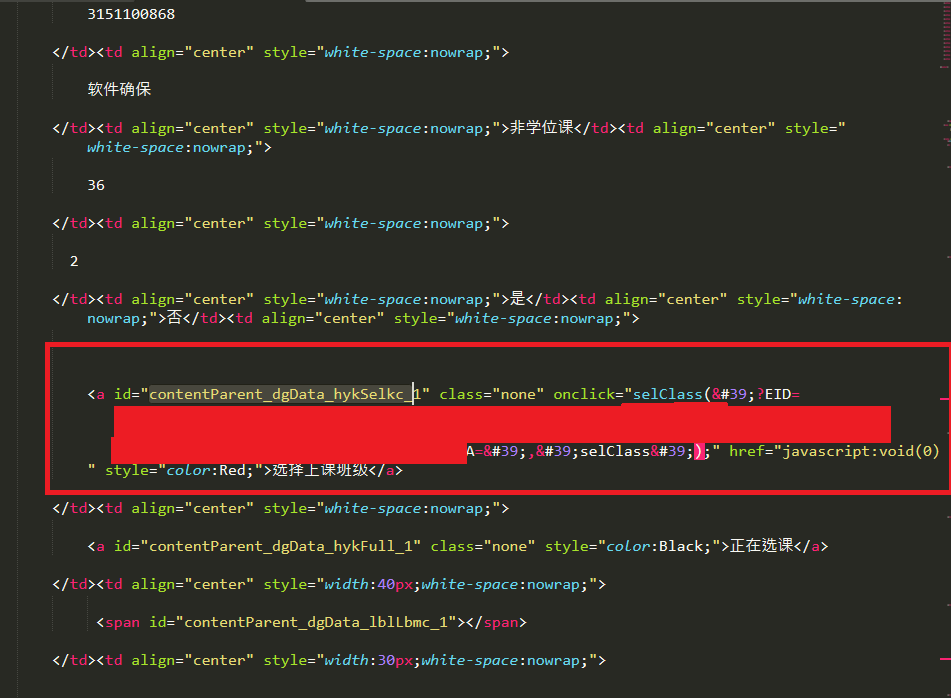 3151100868
</td><td align="center" style="white-space:nowrap;">
软件确保
</td><td align="center" style="white-space:nowrap;">非学位课</td><td align="center" style="
white-space:nowrap;">
36
</td><td align="center" style="white-space:nowrap;">
2
</td><td align="center" style="white-space:nowrap;">是</td><td align="center" style="white-space:
nowrap;">否</td><td align="center" style="white-space:nowrap;">
<a id="contentParent_dgData_hykSelkc_1" class="none" onclick="selClass(&#39;?EID=
A=&#39;,&#39;selClass&#39;);" href="javascript:void(0)
" style="color:Red;">选择上课班级</a>
</td><td align="center" style="white-space:nowrap;">
<a id="contentParent_dgData_hykFull_1" class="none" style="color:Black;">正在选课</a>
</td><td align="center" style="width:40px;white-space:nowrap;">
<span id="contentParent_dgData_lblLbmc_1"></span>
</td><td align="center" style="width:30px;white-space:nowrap;">